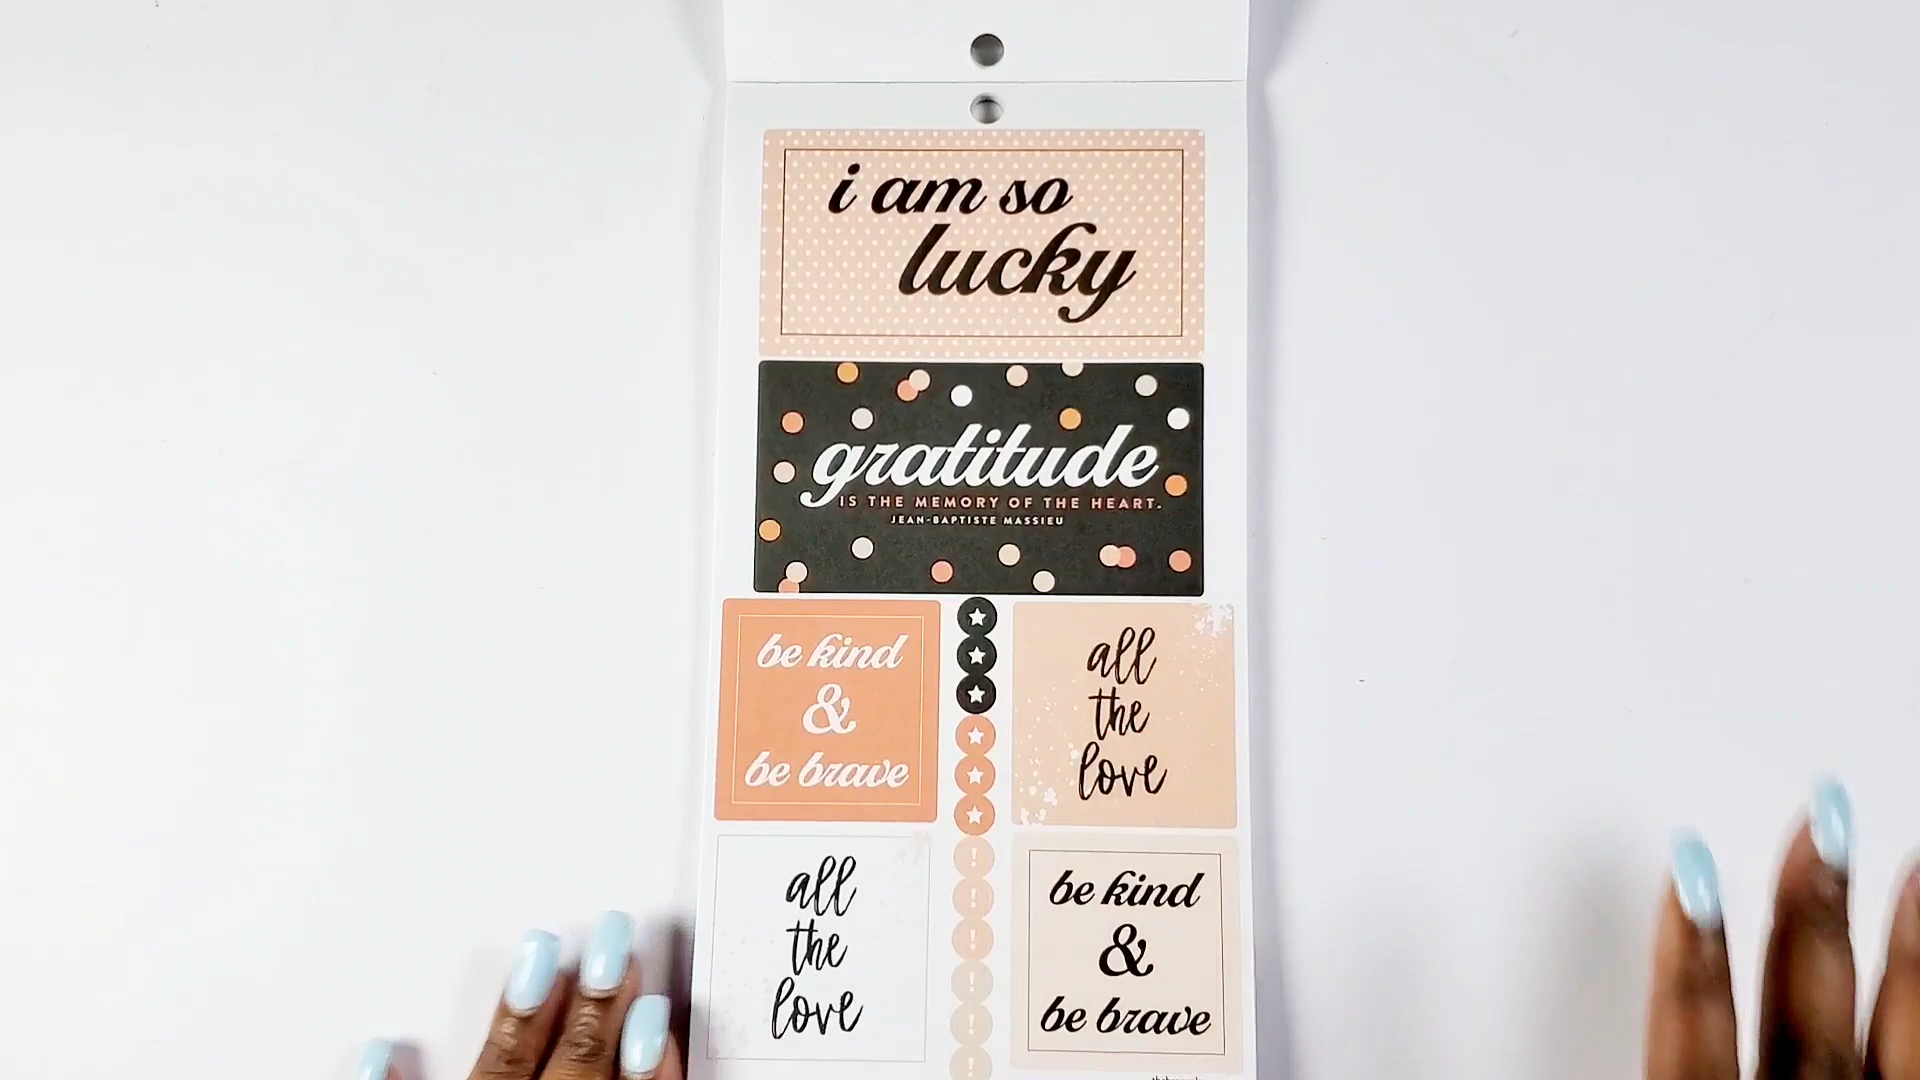 i am so
lucky
gratitude
IS THE MEMORY OF THE HEART.
JEAN-BAPTISTE MASSIEU
be kind
&
be brave
all
the
love
!
!
!
!
!
!
all
the
love
be kind
&
be brave